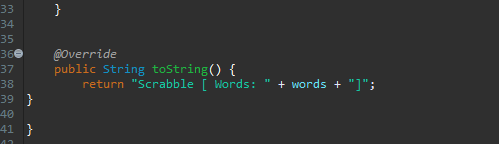 33 }
34
35
36 @Override
37 public String toString() {
38 return "Scrabble [ Words: " + words + "]";
39 }
40
41 }